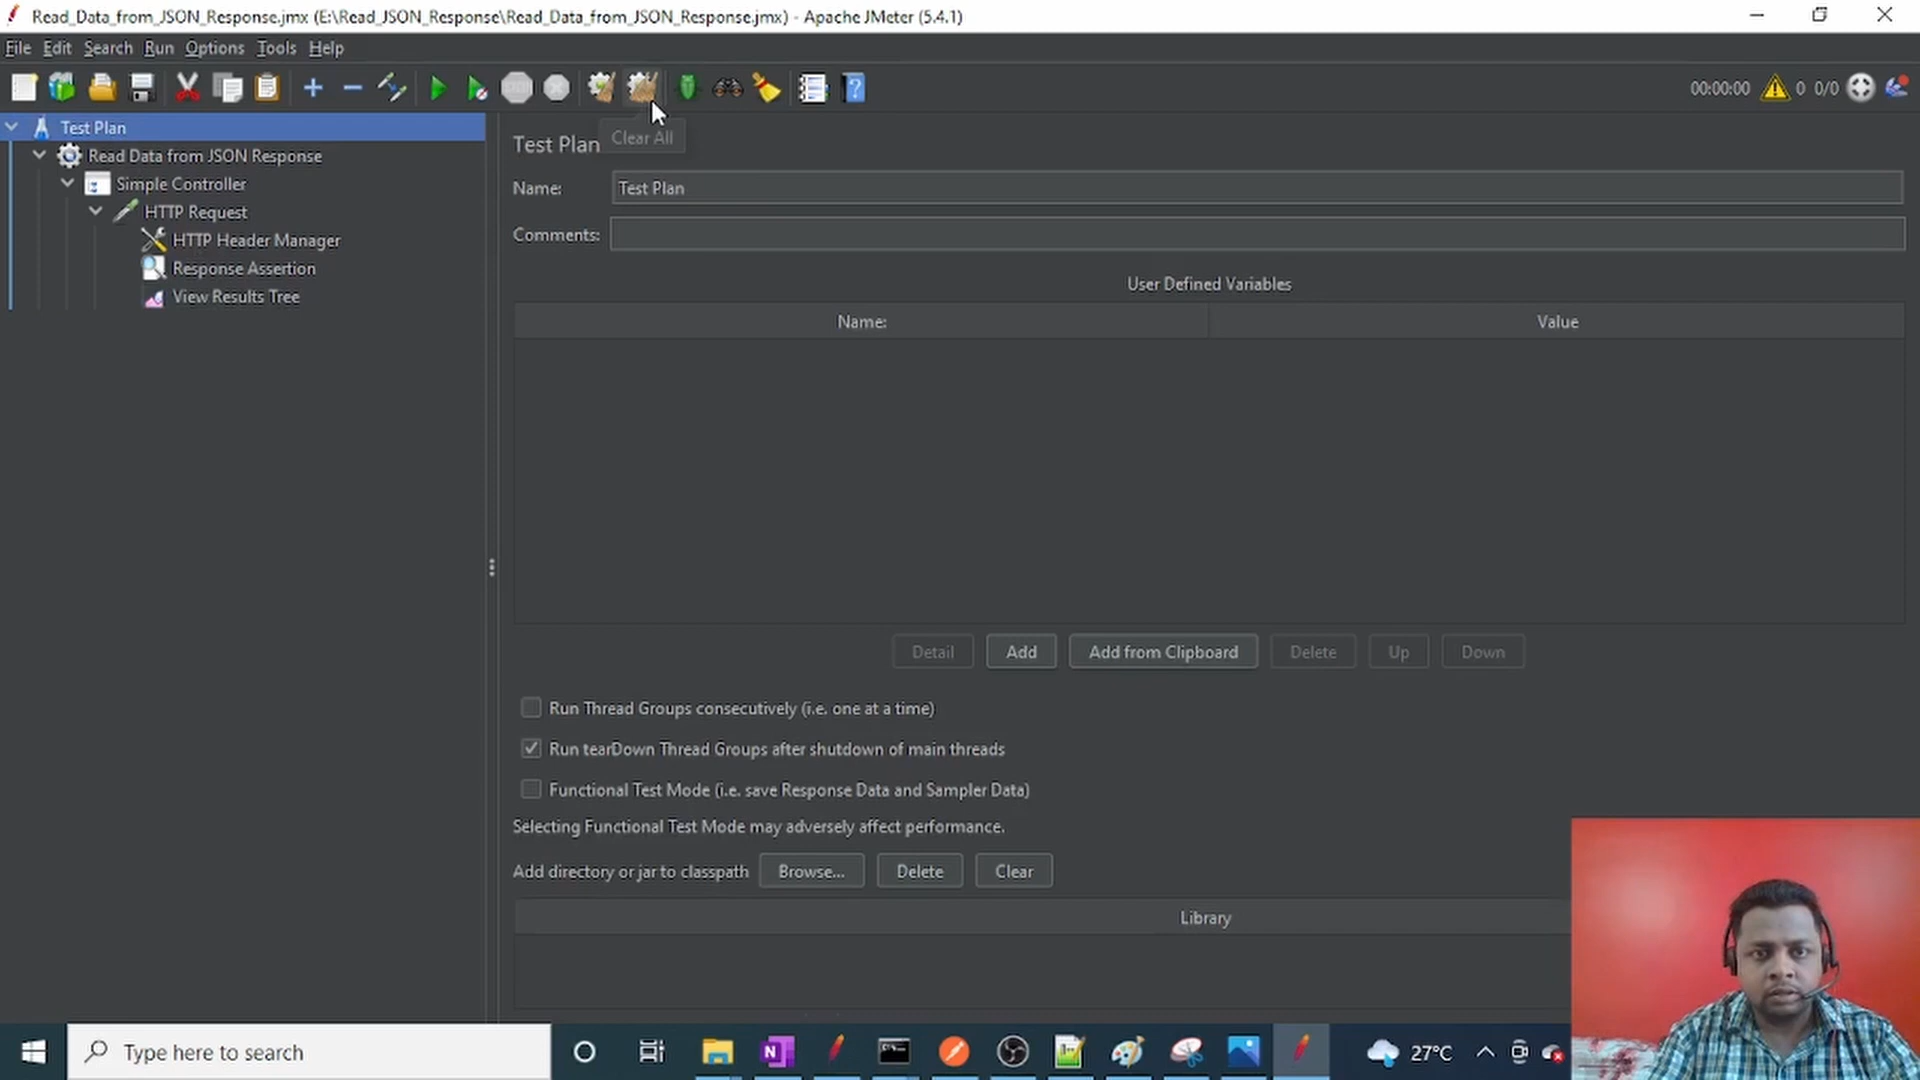 Read_Data_from_JSON_Response.jmx (E:\Read_JSON_Response\Read_Data_from_JSON_Response.jmx) - Apache JMeter (5.4.1)
File Edit Search Run Options Tools Help
00:00:00 0 0/0
Test Plan
Read Data from JSON Response
Simple Controller
HTTP Request
HTTP Header Manager
Response Assertion
View Results Tree
Test Plan
Clear All
Name: Test Plan
Comments:
User Defined Variables
Name: Value
Detail Add Add from Clipboard Delete Up Down
Run Thread Groups consecutively (i.e. one at a time)
Run tearDown Thread Groups after shutdown of main threads
Functional Test Mode (i.e. save Response Data and Sampler Data)
Selecting Functional Test Mode may adversely affect performance.
Add directory or jar to classpath Browse... Delete Clear
Library
Type here to search
27°C